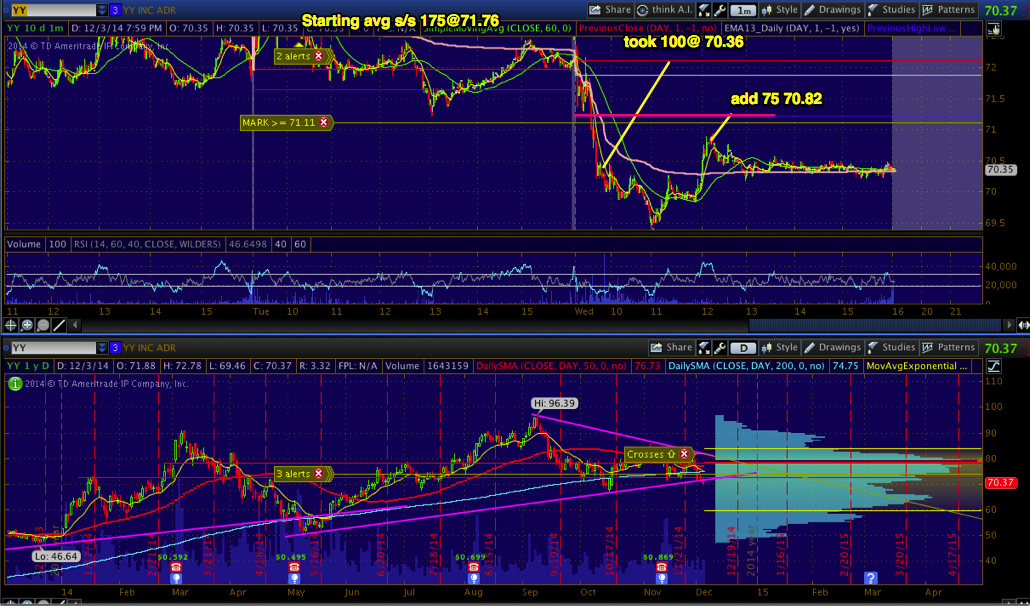 YY 3 YY INC ADR Share think A.I. 1m Style Drawings Studies Patterns 70.37
YY 10 d 1m D: 12/3/14 7:59 PM O: 70.35 H: 70.35 SimpleMovingAvg (CLOSE, 60, 0) PreviousClose (DAY, 1, -1, no) EMA13_Daily (DAY, 1, -1, yes) PreviousHighLow ...
Starting avg s/s 175@71.76
2014 © TD Ameritrade IP Company, Inc.
took 100@ 70.36
2 alerts
72
add 75 70.82
71.5
MARK >= 71.11
71
70.5
70.35
70
69.5
Volume 100 RSI (14, 60, 40, CLOSE, WILDERS) 46.6498 40 60
40,000
20,000
0
11 12 13 14 15 Tue 10 11 12 13 14 15 Wed 10 11 12 13 14 15 16 20 21
YY 3 YY INC ADR Share D Style Drawings Studies Patterns 70.37
YY 1 y D D: 12/3/14 O: 71.88 H: 72.78 L: 69.46 C: 70.37 R: 3.32 FPL: N/A Volume 1643159 DailySMA (CLOSE, DAY, 50, 0, no) 76.73 DailySMA (CLOSE, DAY, 200, 0, no) 74.75 MovAvgExponential ...
2014 © TD Ameritrade IP Company, Inc.
110
Hi: 96.39
100
90
Crosses
80
3 alerts
70.37
60
50
Lo: 46.64
40
$0.592 $0.495 $0.699 $0.869
12/19/14 2014 year 1/16/15 2/20/15 3/20/15 4/17/15
14 Feb Mar Apr May Jun Jul Aug Sep Oct Nov Dec 15 Feb Mar Apr